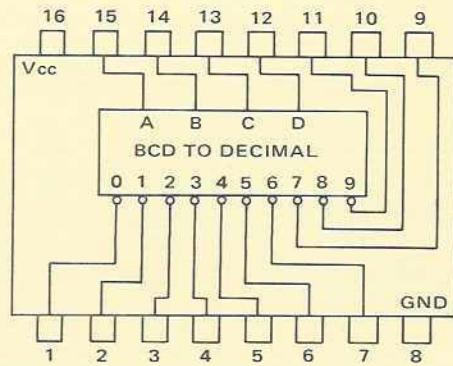 16 15 14 13 12 11 10 9
Vcc
A B C D
BCD TO DECIMAL
0 1 2 3 4 5 6 7 8 9
GND
1 2 3 4 5 6 7 8